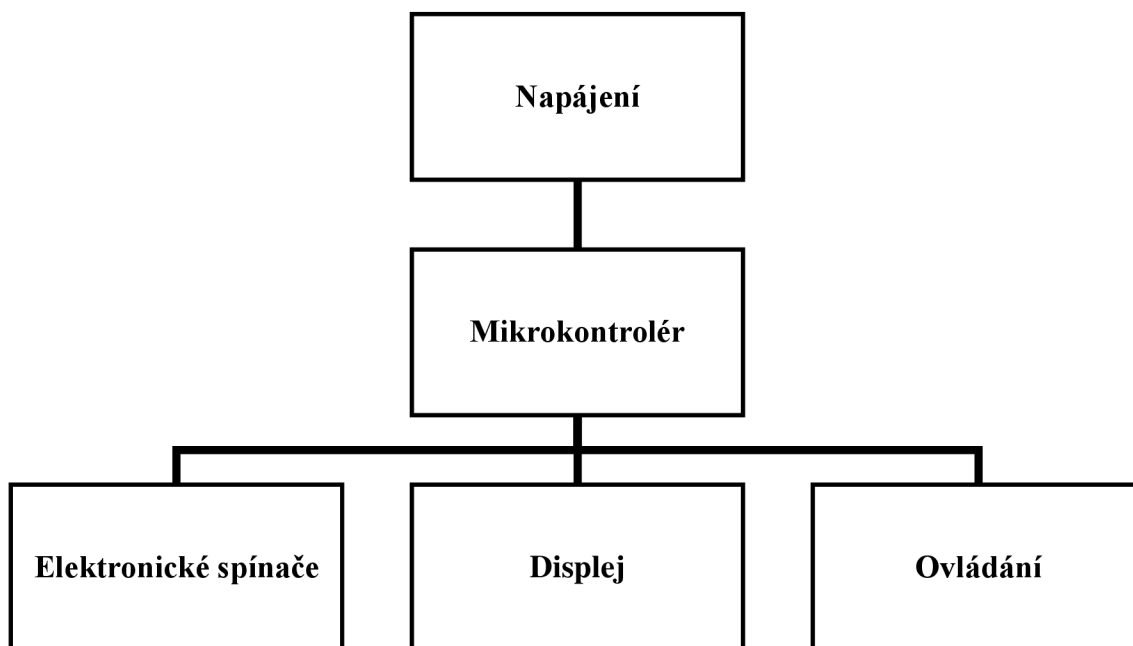 Napájení
Mikrokontrolér
Elektronické spínače
Displej
Ovládání